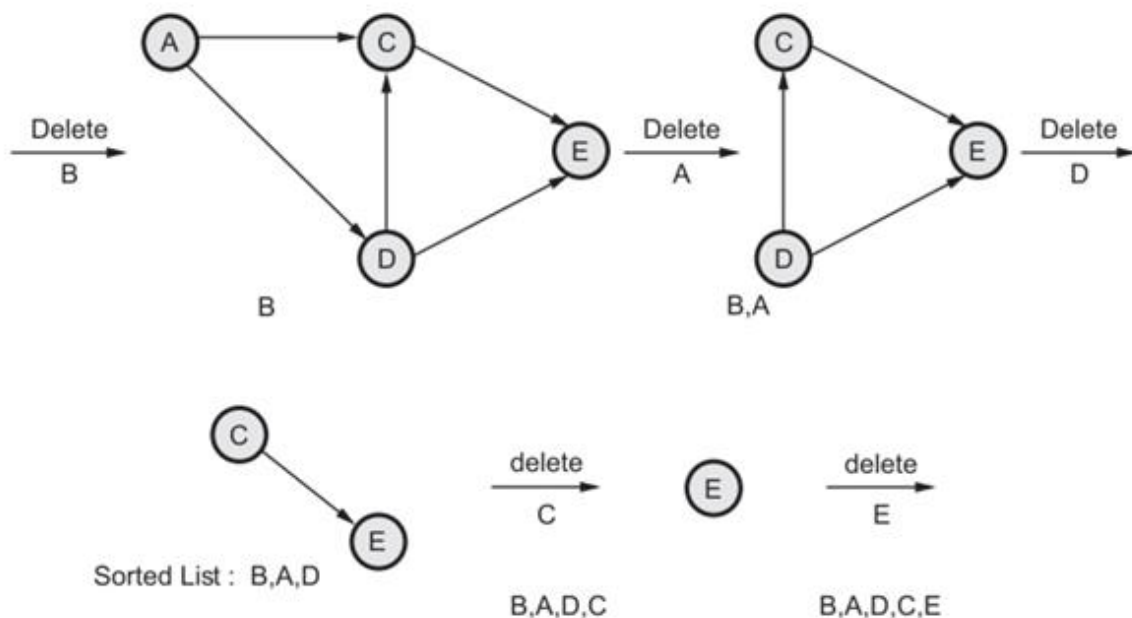 A
C
C
Delete
B
E
Delete
A
E
Delete
D
D
D
B
B,A
C
delete
C
E
delete
E
E
Sorted List : B,A,D
B,A,D,C
B,A,D,C,E